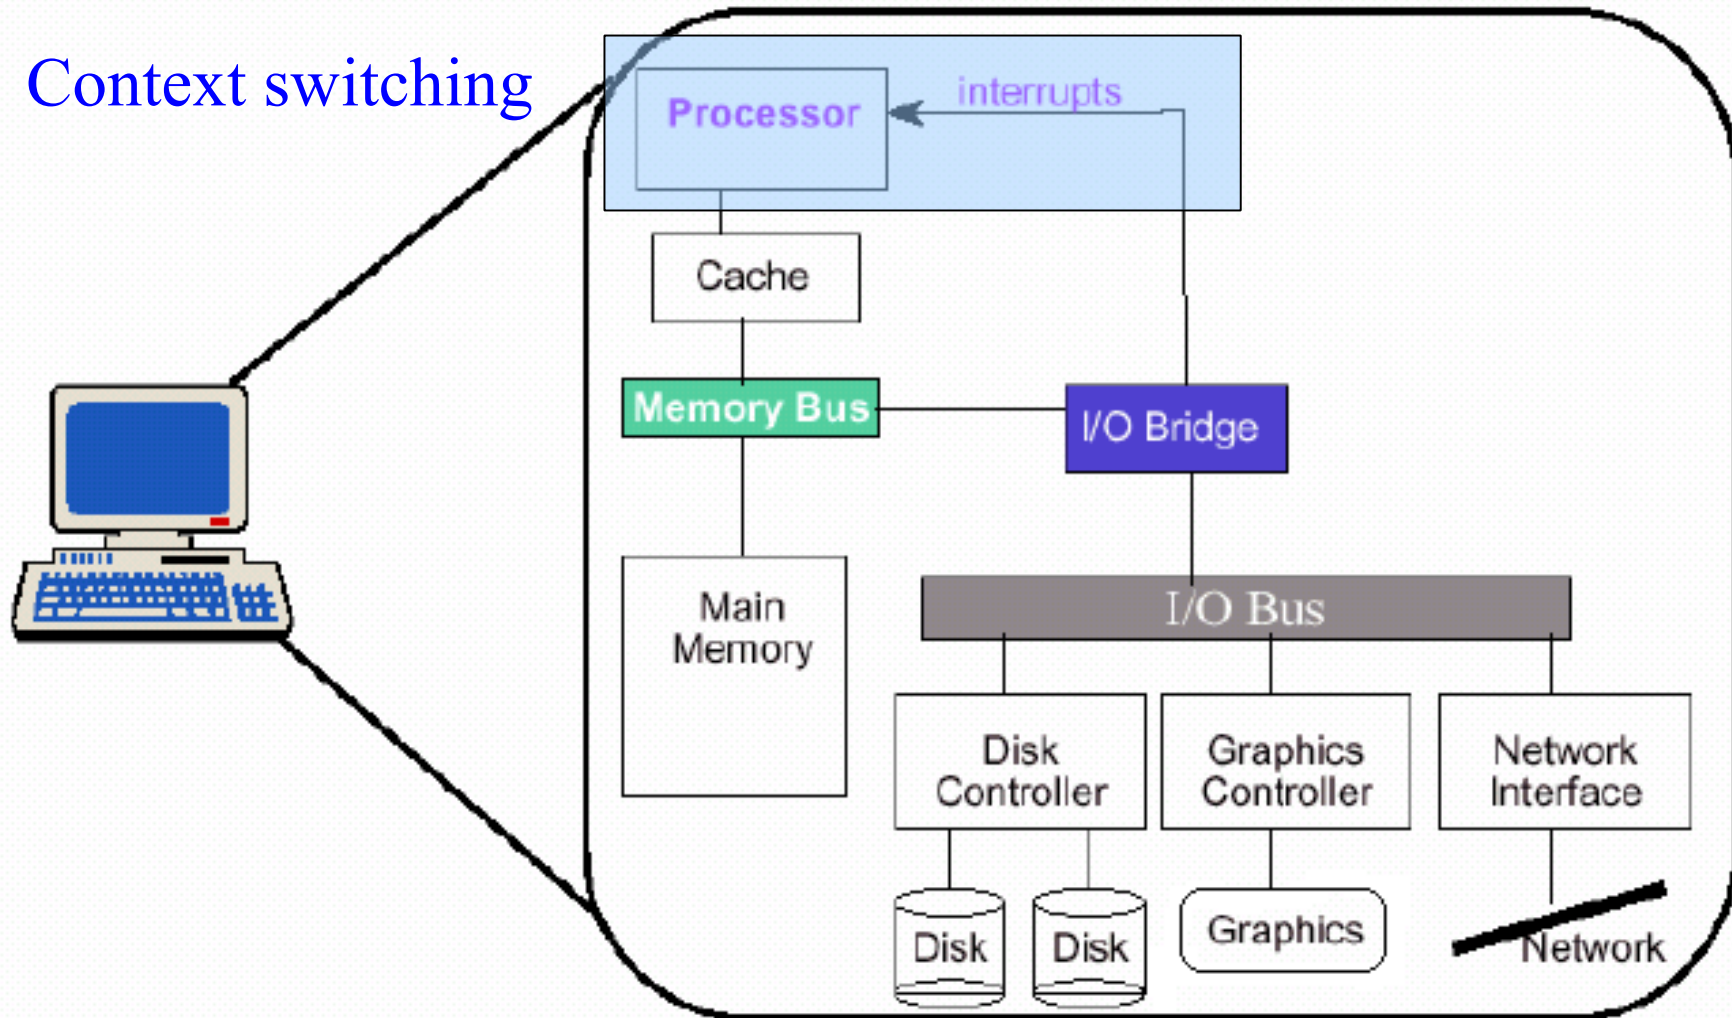 Context switching
Processor
interrupts
Cache
Memory Bus
I/O Bridge
Main
Memory
I/O Bus
Disk
Controller
Graphics
Controller
Network
Interface
Disk
Disk
Graphics
Network